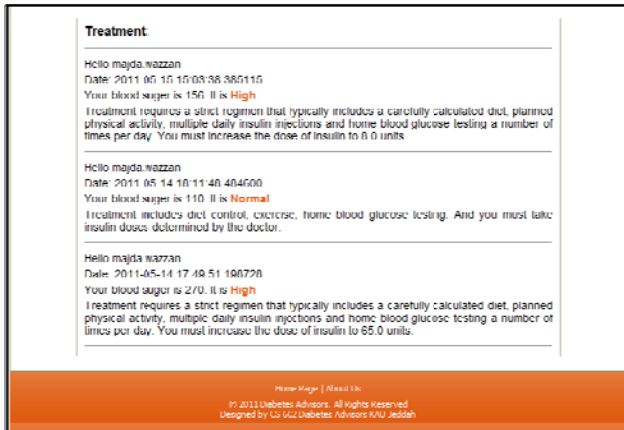 Treatment:
Hello majda.wazzan
Date: 2011-05-15 15:03:38.385115
Your blood suger is 156. It is High
Treatment requires a strict regimen that typically includes a carefully calculated diet, planned
physical activity, multiple daily insulin injections and home blood glucose testing a number of
times per day. You must increase the dose of insulin to 8.0 units.
Hello majda.wazzan
Date: 2011-05-14 18:11:48.484600
Your blood suger is 110. It is Normal
Treatment includes diet control, exercise, home blood glucose testing. And you must take
insulin doses determined by the doctor.
Hello majda.wazzan
Date: 2011-05-14 17:49:51.198728
Your blood suger is 270. It is High
Treatment requires a strict regimen that typically includes a carefully calculated diet, planned
physical activity, multiple daily insulin injections and home blood glucose testing a number of
times per day. You must increase the dose of insulin to 65.0 units.
Home Page | About Us
© 2011 Diabetes Advisors. All Rights Reserved
Designed by CS 662 Diabetes Advisors KAU Jeddah